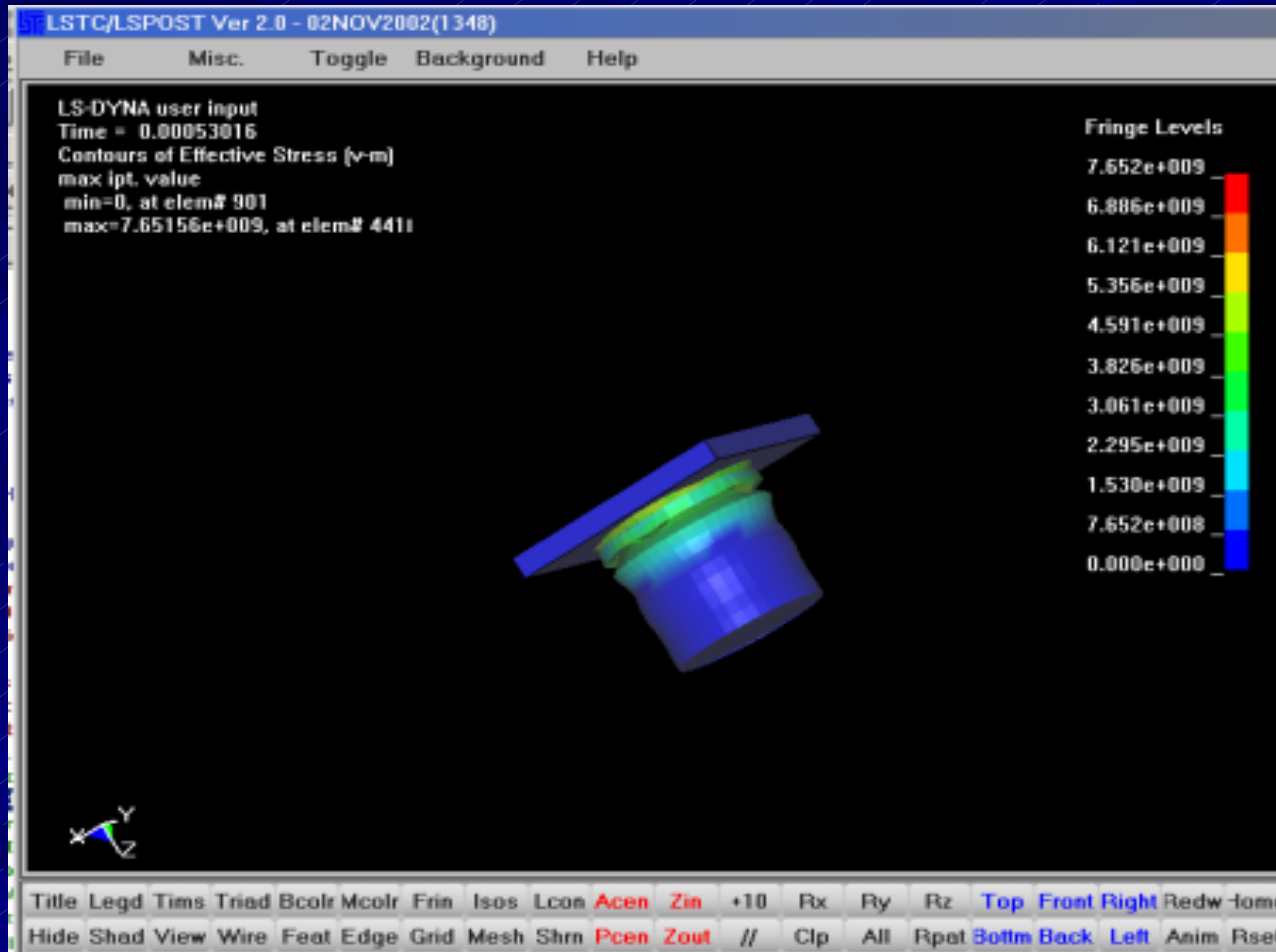 LSTC/LSPOST Ver 2.0 - 02NOV2002(1348)
File Misc. Toggle Background Help
LS-DYNA user input
Time = 0.00053016
Contours of Effective Stress (v-m)
max ipt. value
min=0, at elem# 901
max=7.65156e+009, at elem#
Fringe Levels
7.652e+009
6.886e+009
6.121e+009
5.356e+009
4.591e+009
3.826e+009
3.061e+009
2.295e+009
1.530e+009
7.652e+008
0.000e+000
X Y Z
Title Legd Tims Triad Bcolr Mcolr Frin Isos Lcon Acen Zin +10 Rx Ry Rz Top Front Right Redw Home
Hide Shad View Wire Feat Edge Grid Mesh Shrn Pcen Zout // Clp All Rpat Bottm Back Left Anim Rset